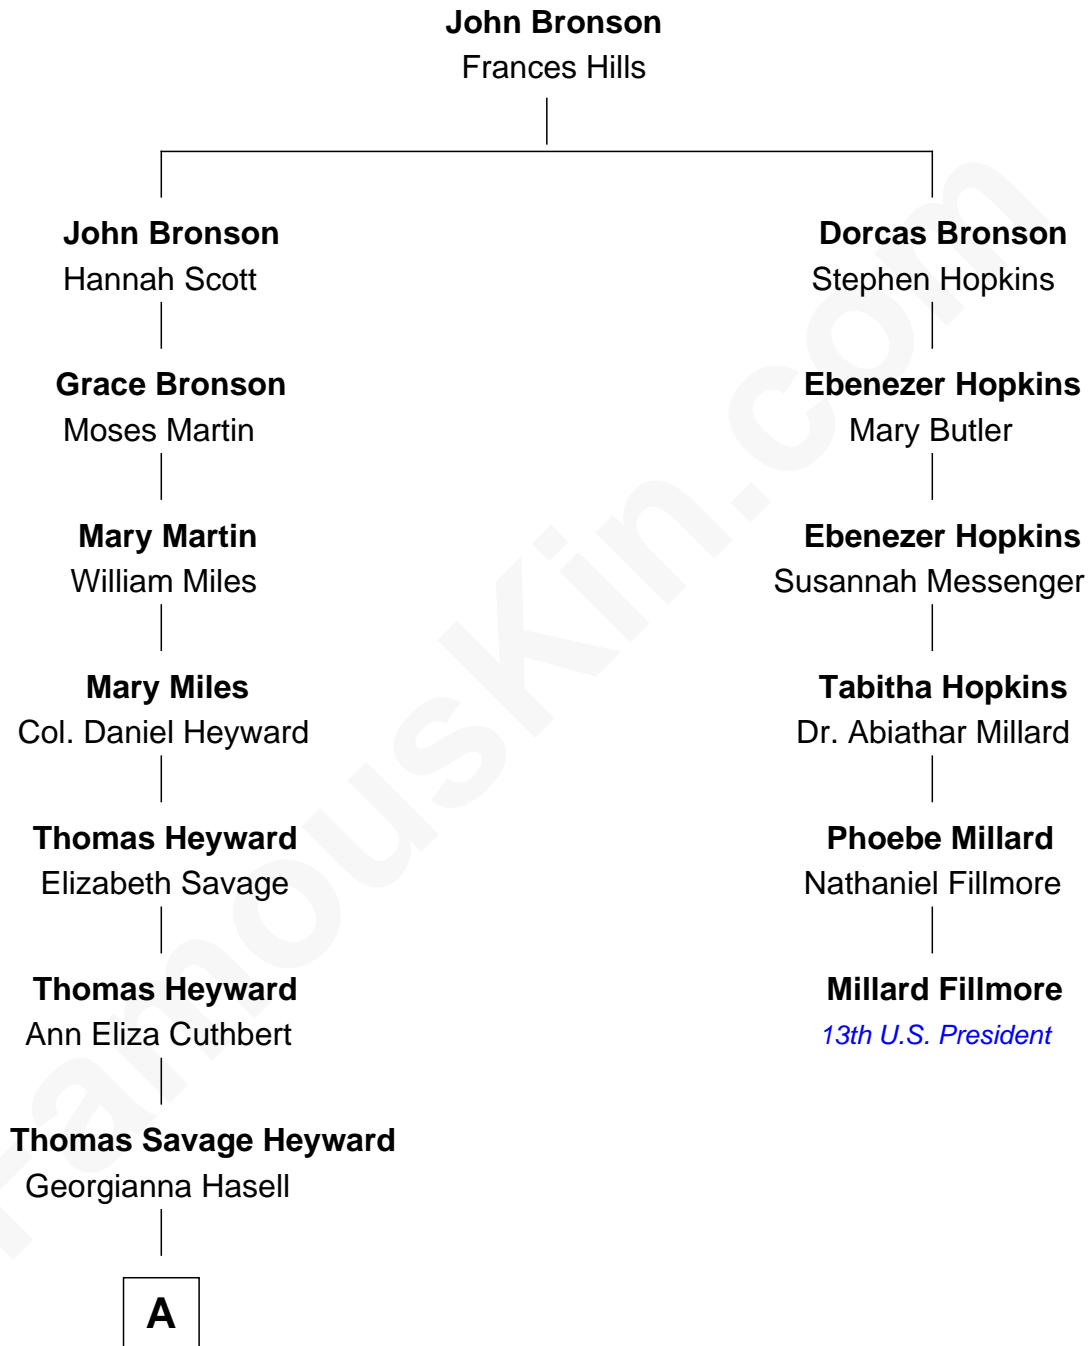 John Bronson
Frances Hills
John Bronson
Hannah Scott
Dorcas Bronson
Stephen Hopkins
Grace Bronson
Moses Martin
Ebenezer Hopkins
Mary Butler
Mary Martin
William Miles
Ebenezer Hopkins
Susannah Messenger
Mary Miles
Col. Daniel Heyward
Tabitha Hopkins
Dr. Abiathar Millard
Thomas Heyward
Elizabeth Savage
Phoebe Millard
Nathaniel Fillmore
Thomas Heyward
Ann Eliza Cuthbert
Millard Fillmore
13th U.S. President
Thomas Savage Heyward
Georgianna Hasell
A
FamousKin.com